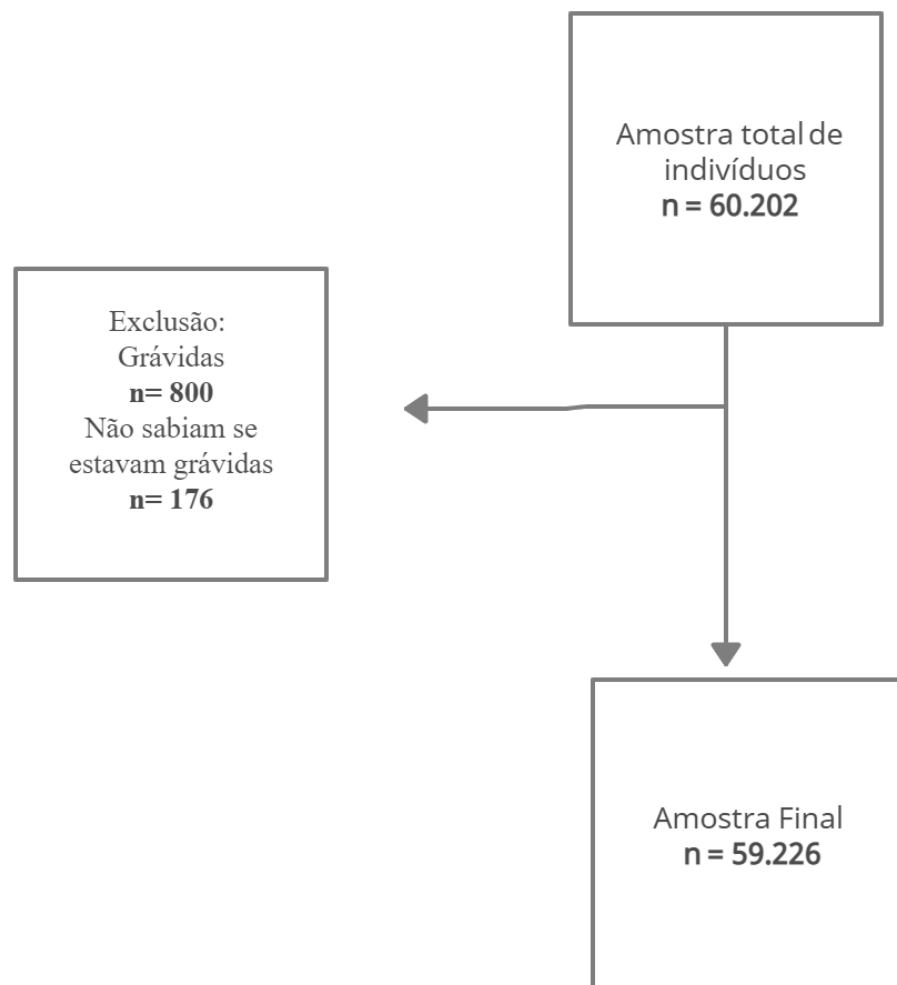 Amostra total de
indivíduos
n = 60.202
Exclusão:
Grávidas
n= 800
Não sabiam se
estavam grávidas
n= 176
Amostra Final
n = 59.226